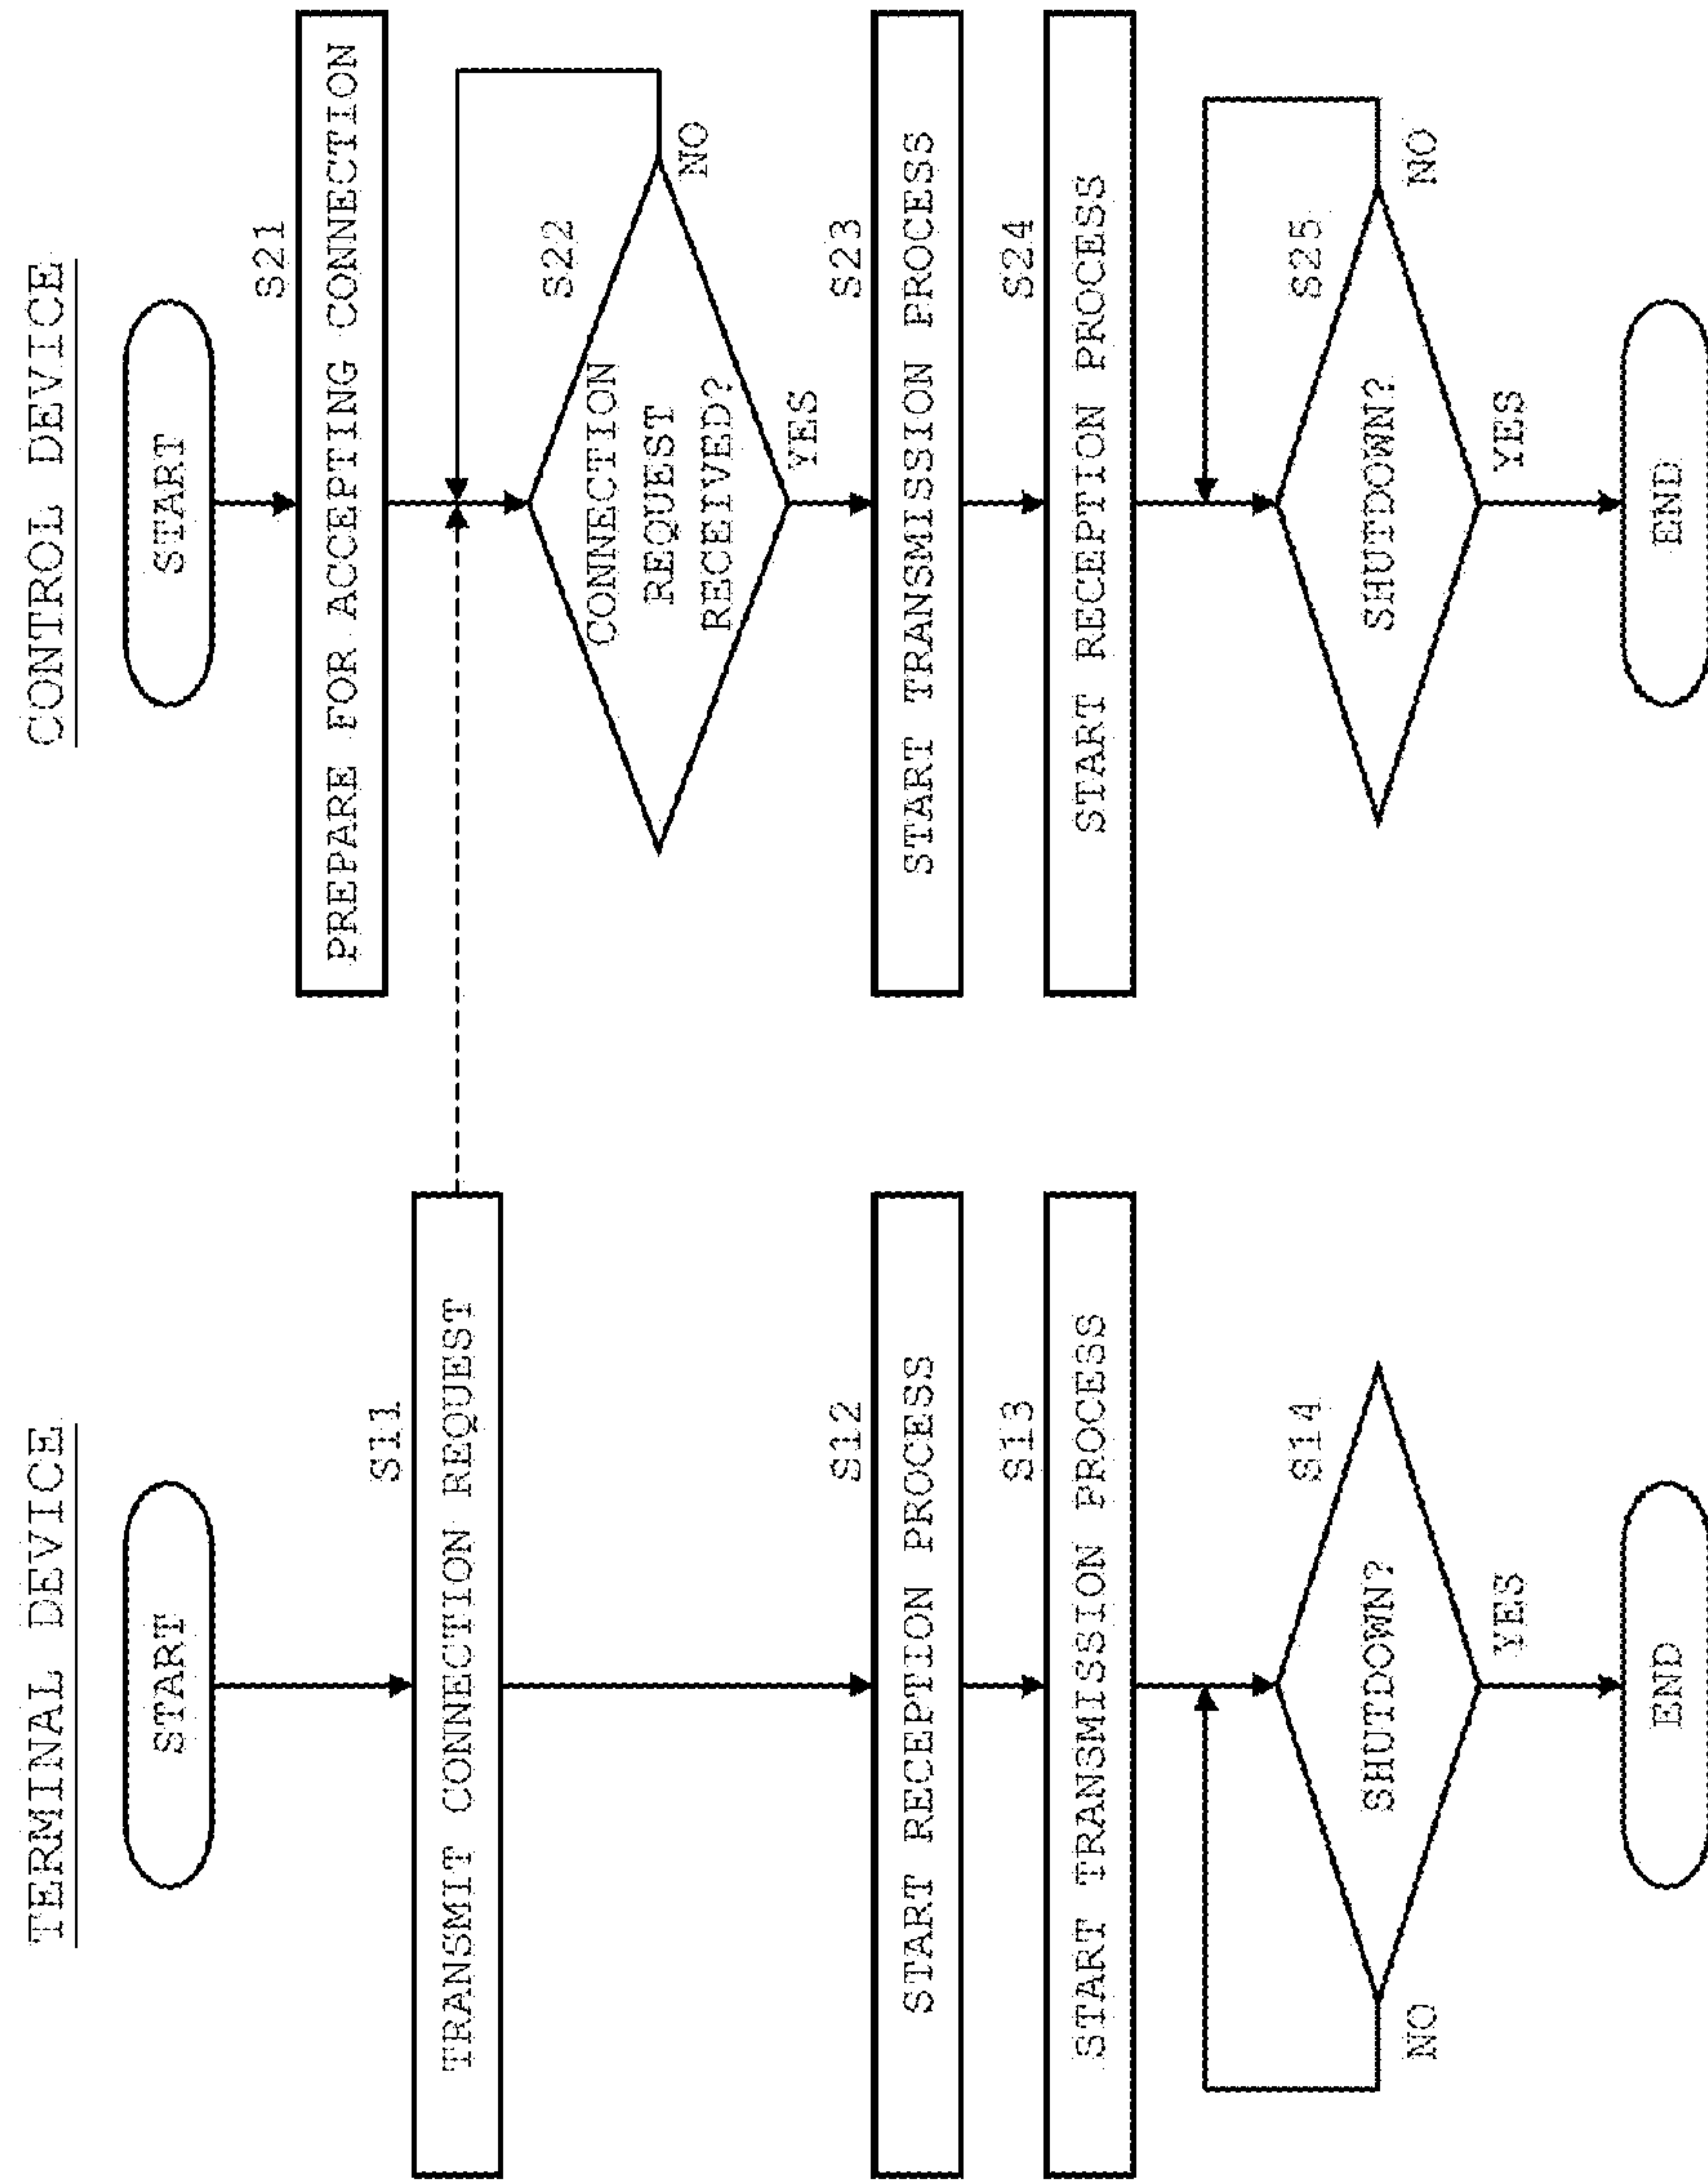 TERMINAL DEVICE
START
S11
TRANSMIT CONNECTION REQUEST
S12
START RECEPTION PROCESS
S13
START TRANSMISSION PROCESS
S14
SHUTDOWN?
NO
YES
END
CONTROL DEVICE
START
S21
PREPARE FOR ACCEPTING CONNECTION
S22
CONNECTION
REQUEST
RECEIVED?
NO
YES
S23
START TRANSMISSION PROCESS
S24
START RECEPTION PROCESS
S25
SHUTDOWN?
NO
YES
END